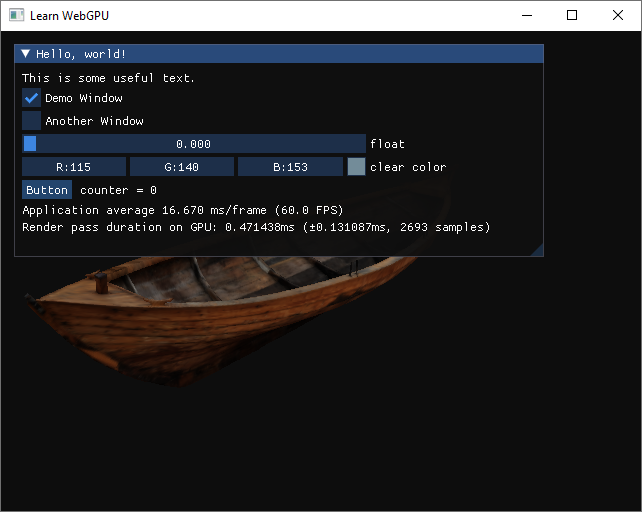 Learn WebGPU
Hello, world!
This is some useful text.
Demo Window
Another Window
0.000 float
R:115 G:140 B:153 clear color
Button counter = 0
Application average 16.670 ms/frame (60.0 FPS)
Render pass duration on GPU: 0.471438ms (±0.131087ms, 2693 samples)